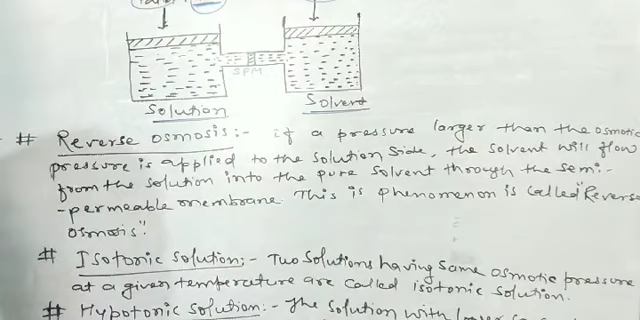 SPM
Solution
Solvent
# Reverse osmosis:- if a pressure larger than the osmotic
pressure is applied to the solution side, the solvent will flow
from the solution into the pure solvent through the semi-
-permeable membrane. This is phenomenon is called "Reverse
osmosis".
# Isotonic solution:- Two solutions having same osmotic pressure
at a given temperature are called isotonic solution.
# Hypotonic solution:- The solution with